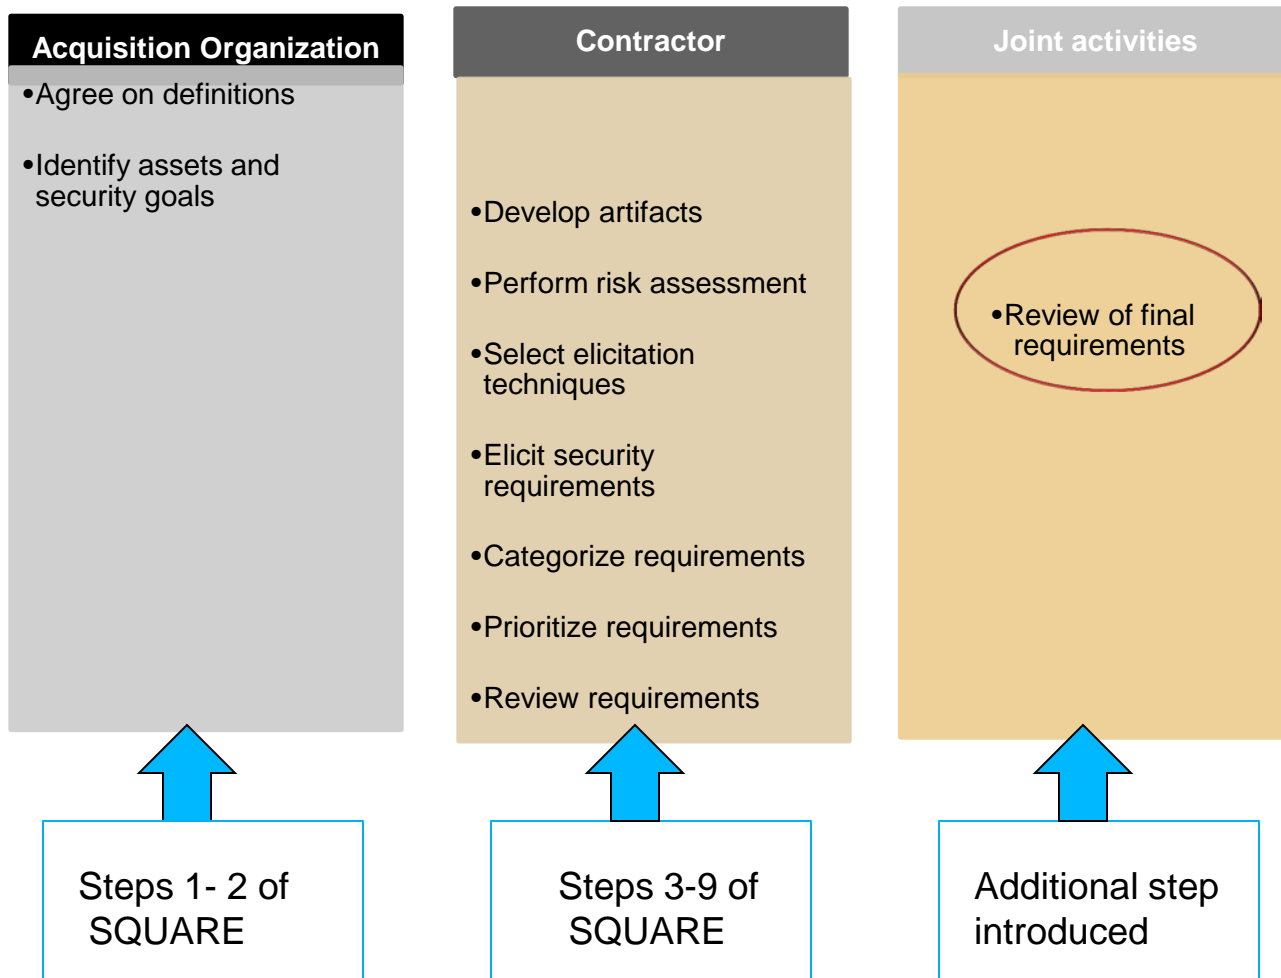 Acquisition Organization
•Agree on definitions
•Identify assets and
security goals
Contractor
•Develop artifacts
•Perform risk assessment
•Select elicitation
techniques
•Elicit security
requirements
•Categorize requirements
•Prioritize requirements
•Review requirements
Joint activities
•Review of final
requirements
Steps 1- 2 of
SQUARE
Steps 3-9 of
SQUARE
Additional step
introduced